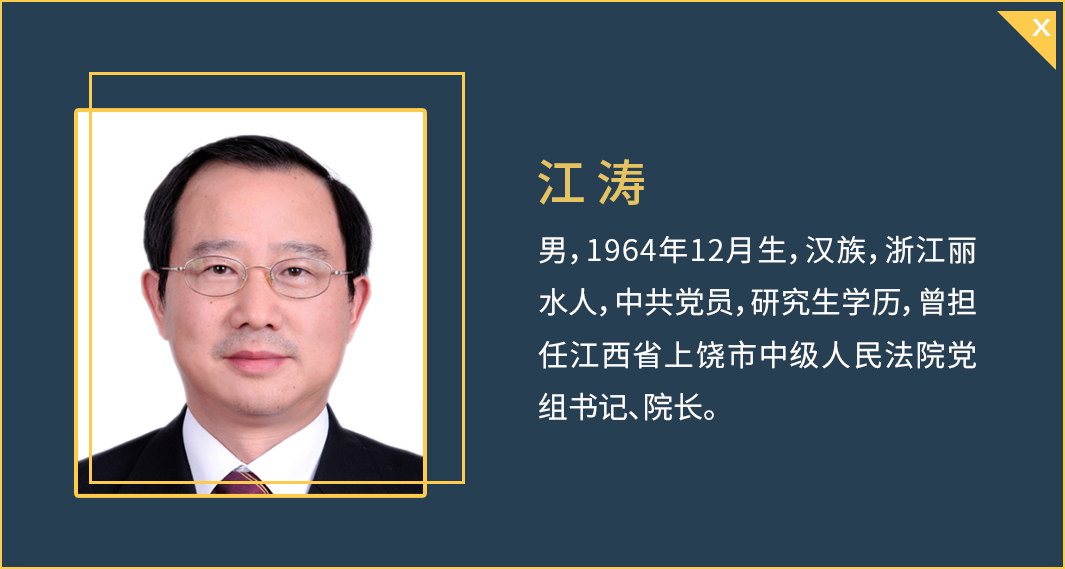 X
江涛
男，1964年12月生，汉族，浙江丽
水人，中共党员，研究生学历，曾担
任江西省上饶市中级人民法院党
组书记、院长。